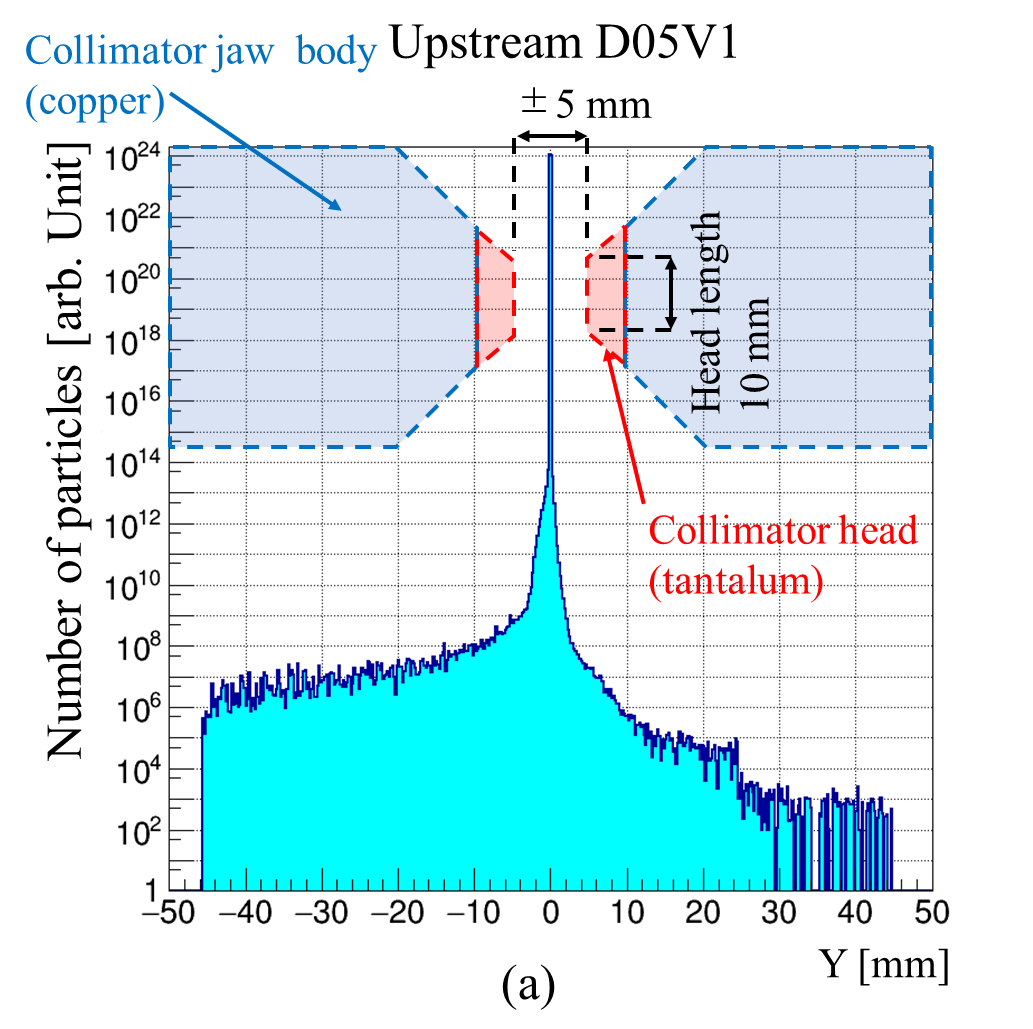 Collimator jaw body
(copper)
Upstream D05V1
± 5 mm
Number of particles [arb. Unit]
10^24
10^22
10^20
10^18
10^16
10^14
10^12
10^10
10^8
10^6
10^4
10^2
1
Head length
10 mm
Collimator head
(tantalum)
−50 −40 −30 −20 −10 0 10 20 30 40 50
Y [mm]
(a)